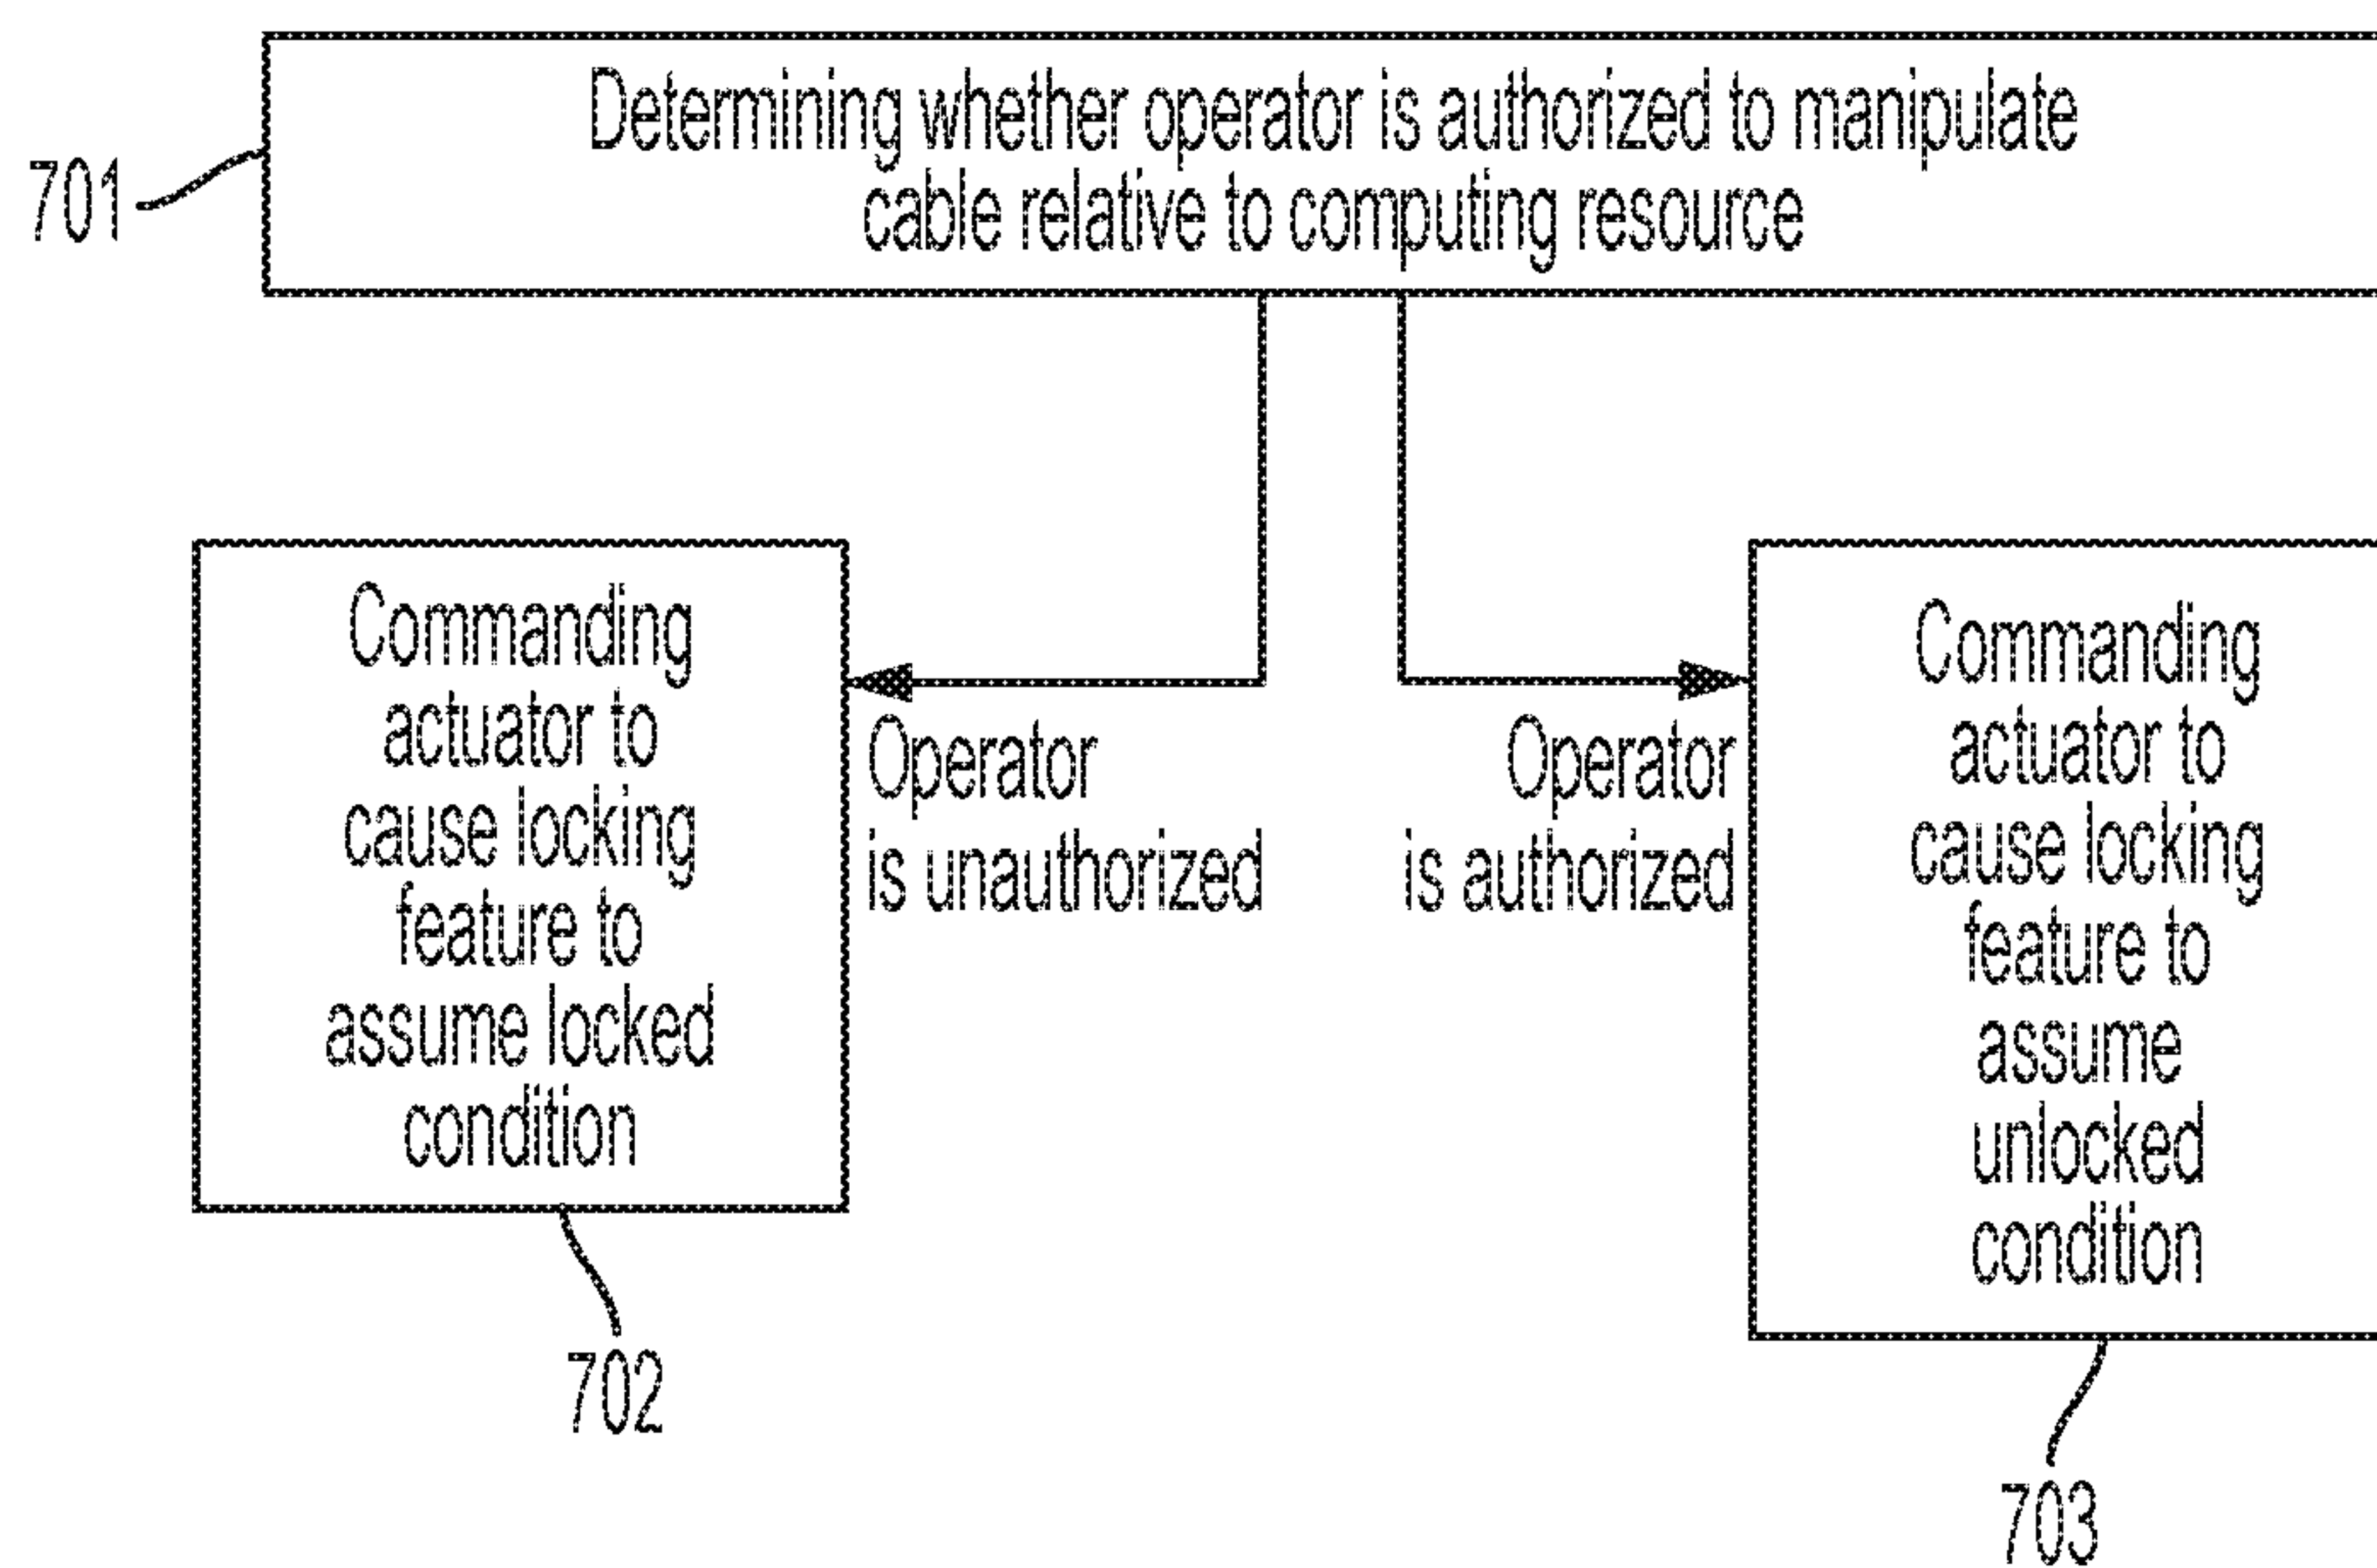 Determining whether operator is authorized to manipulate
cable relative to computing resource
701
Commanding
actuator to
cause locking
feature to
assume locked
condition
702
Operator
is unauthorized
Operator
is authorized
Commanding
actuator to
cause locking
feature to
assume
unlocked
condition
703